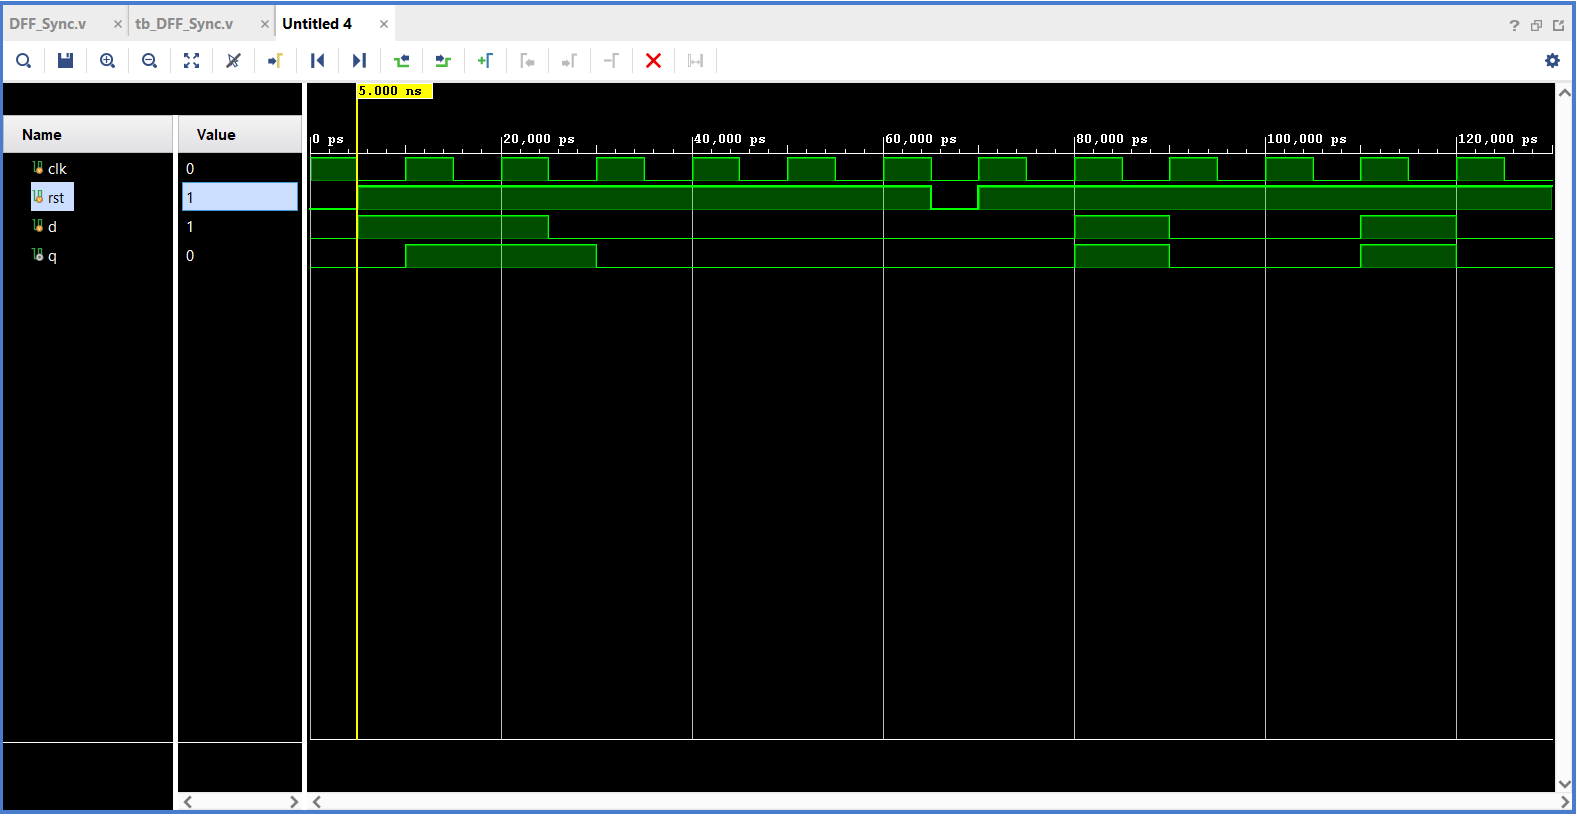 DFF_Sync.v × tb_DFF_Sync.v × Untitled 4 ×
?
5.000 ns
Name Value
0 ps 20,000 ps 40,000 ps 60,000 ps 80,000 ps 100,000 ps 120,000 ps
clk 0
rst 1
d 1
q 0